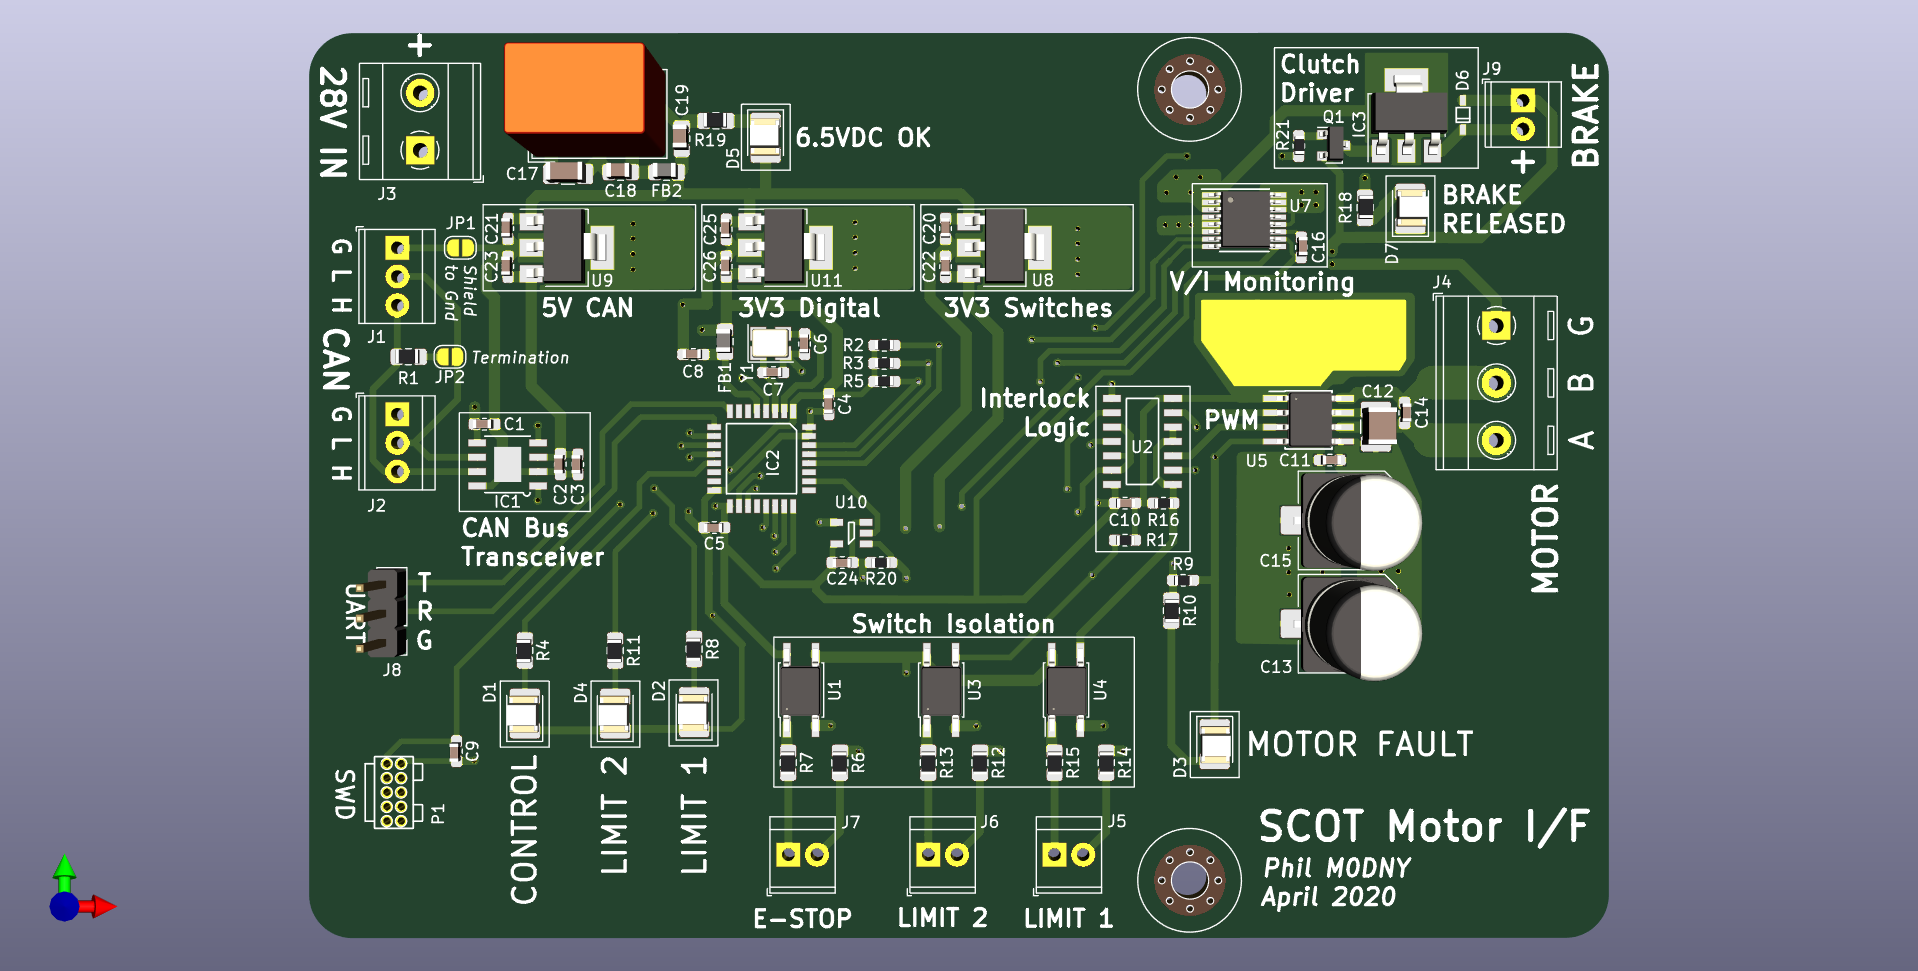 +
28V IN
J3
C17
C18
FB2
C19
R19
D5
6.5VDC OK
Clutch
Driver
Q1
R21
IC3
D6
J9
+
BRAKE
BRAKE
RELEASED
R18
D7
U7
C16
V/I Monitoring
G
L
H
J1
JP1
Shield
to Gnd
CAN
R1
JP2
Termination
G
L
H
J2
C21
C23
U9
5V CAN
C25
C26
U11
3V3 Digital
C20
C22
U8
3V3 Switches
C8
FB1
Y1
C6
C7
R2
R3
R5
C4
IC2
C5
U10
C24
R20
C1
IC1
C2
C3
CAN Bus
Transceiver
Interlock
Logic
U2
C10
R16
R17
PWM
U5
C11
C12
C14
J4
G
B
A
MOTOR
C15
C13
R9
R10
UART
T
R
G
J8
R4
R11
R8
D1
D4
D2
CONTROL
LIMIT 2
LIMIT 1
SWD
P1
C9
Switch Isolation
U1
U3
U4
R7
R6
R13
R12
R15
R14
J7
J6
J5
E-STOP
LIMIT 2
LIMIT 1
D3
MOTOR FAULT
SCOT Motor I/F
Phil M0DNY
April 2020